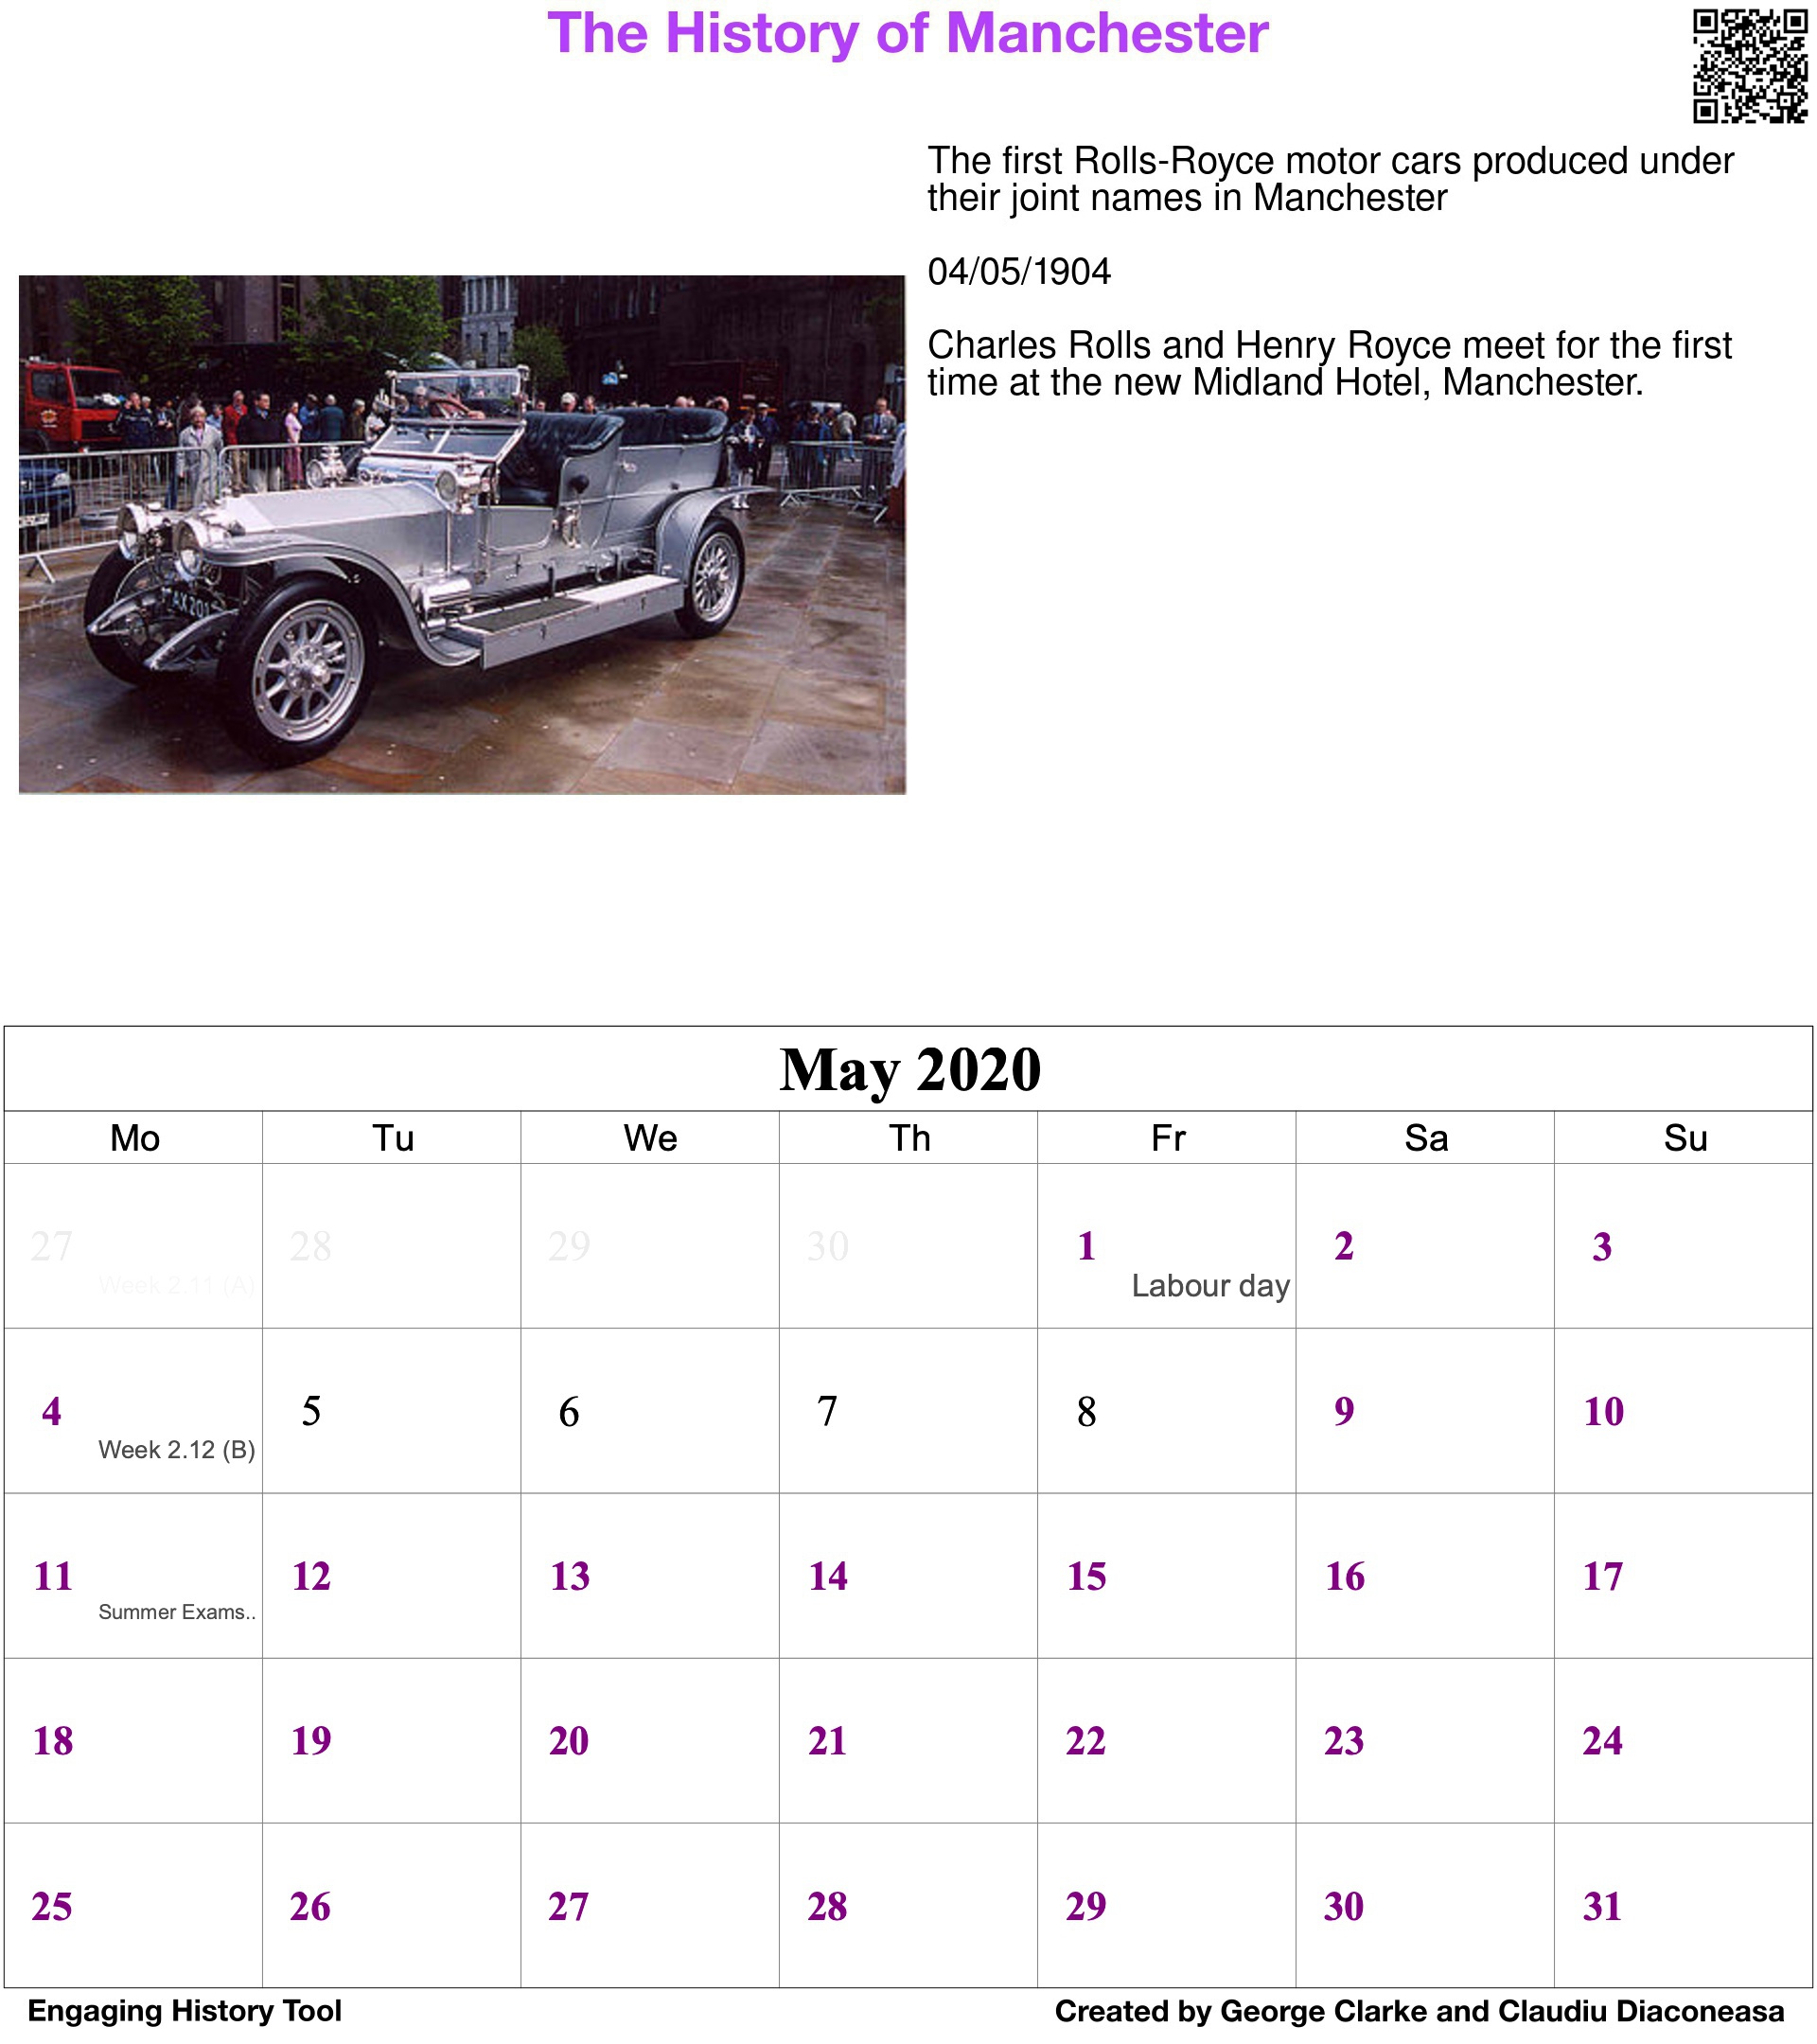 The History of Manchester
The first Rolls-Royce motor cars produced under
their joint names in Manchester
04/05/1904
Charles Rolls and Henry Royce meet for the first
time at the new Midland Hotel, Manchester.
AX 201
May 2020
Mo Tu We Th Fr Sa Su
27 28 29 30 1 2 3
Week 2.11 (A) Labour day
4 5 6 7 8 9 10
Week 2.12 (B)
11 12 13 14 15 16 17
Summer Exams..
18 19 20 21 22 23 24
25 26 27 28 29 30 31
Engaging History Tool Created by George Clarke and Claudiu Diaconeasa